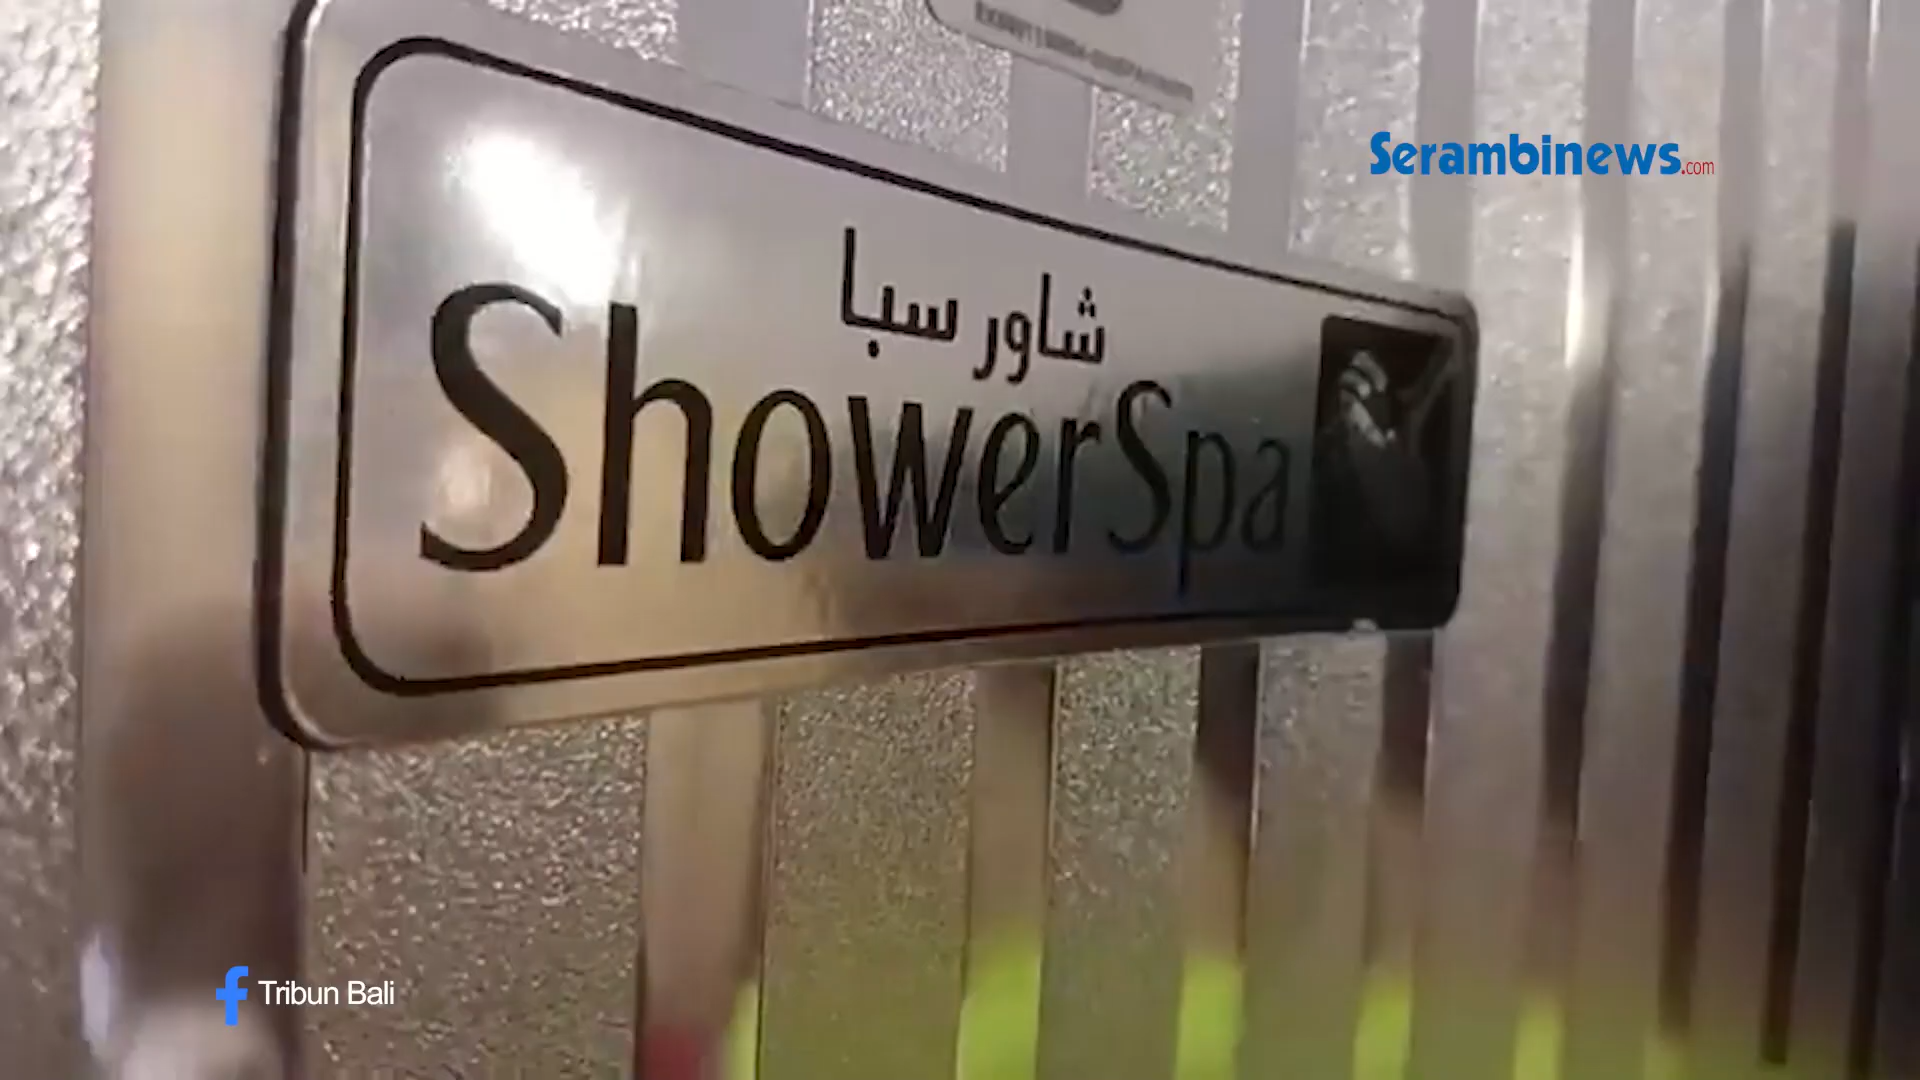 Serambinews.com
شاور سبا
ShowerSpa
Tribun Bali